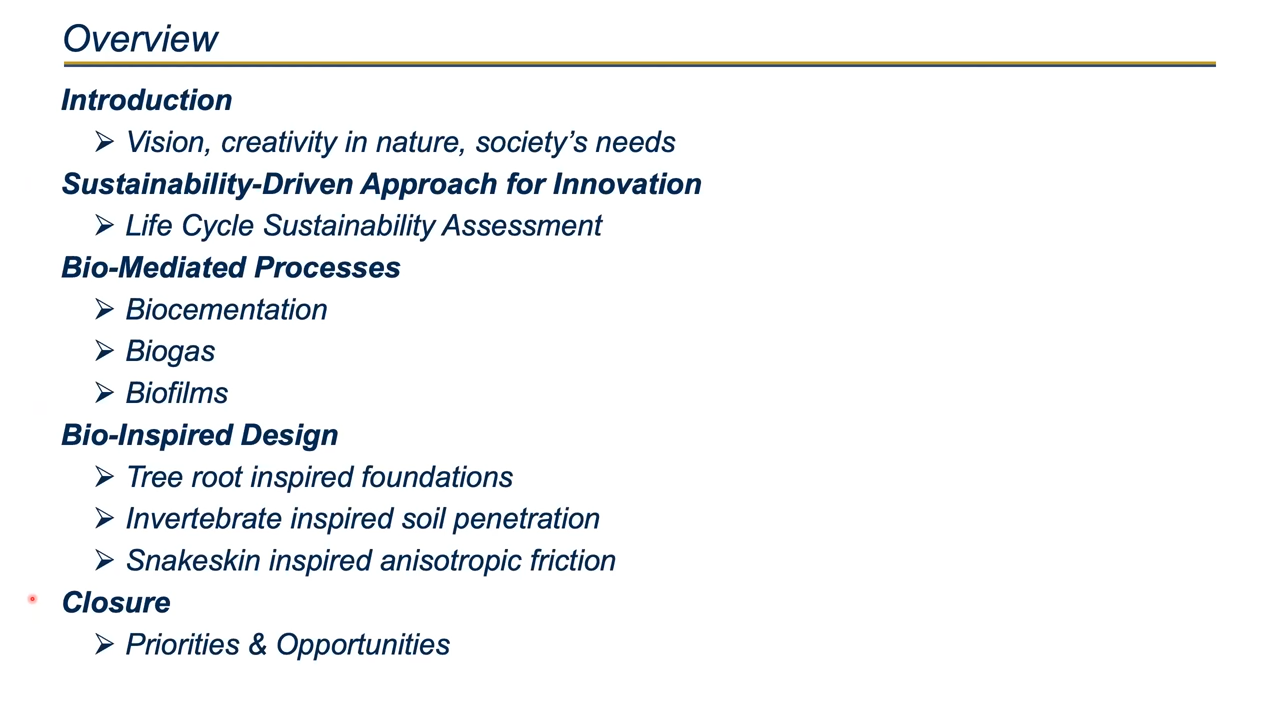 Overview
Introduction
➢ Vision, creativity in nature, society’s needs
Sustainability-Driven Approach for Innovation
➢ Life Cycle Sustainability Assessment
Bio-Mediated Processes
➢ Biocementation
➢ Biogas
➢ Biofilms
Bio-Inspired Design
➢ Tree root inspired foundations
➢ Invertebrate inspired soil penetration
➢ Snakeskin inspired anisotropic friction
Closure
➢ Priorities & Opportunities